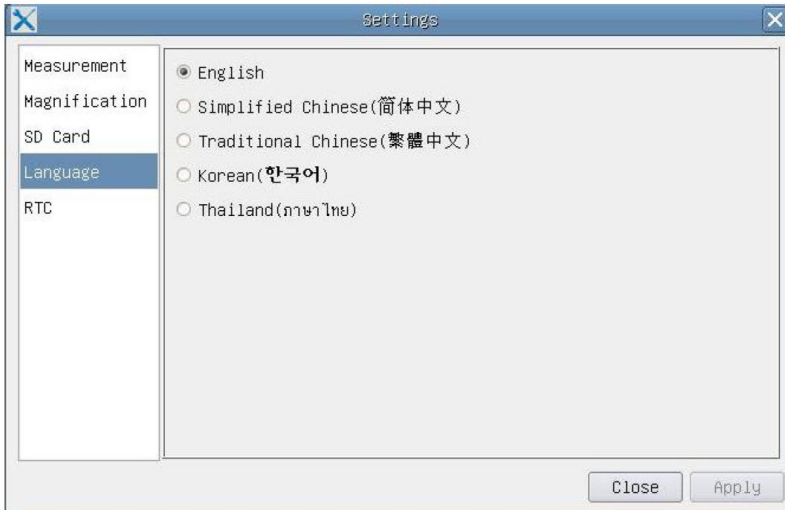 Settings
Measurement
Magnification
SD Card
Language
RTC
English
Simplified Chinese(简体中文)
Traditional Chinese(繁體中文)
Korean(한국어)
Thailand(ภาษาไทย)
Close
Apply